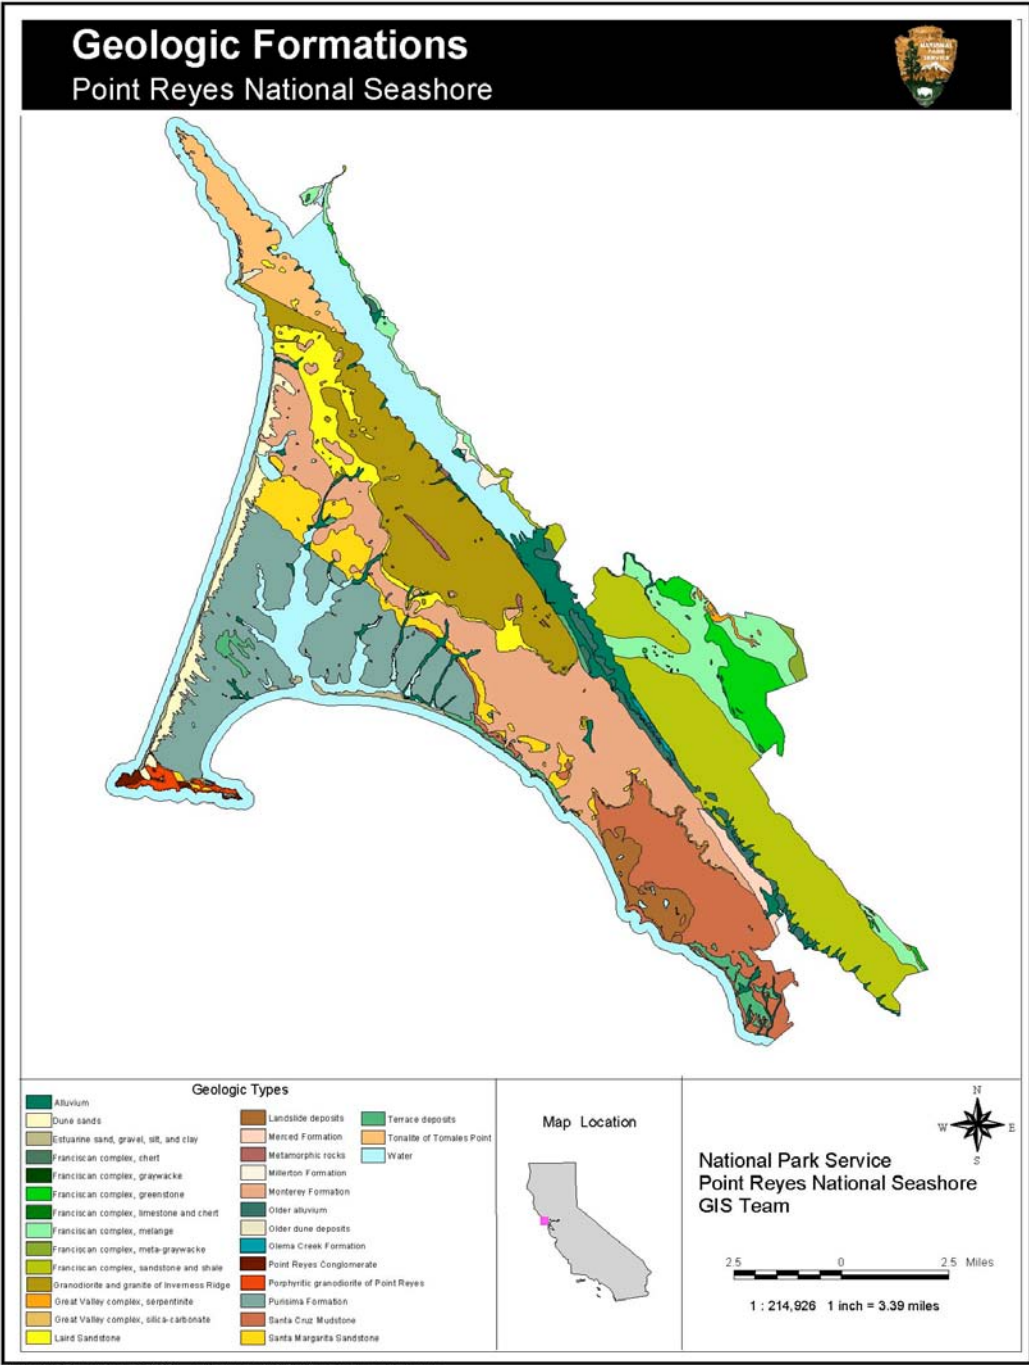 Geologic Formations
Point Reyes National Seashore
NATIONAL
PARK
SERVICE
Geologic Types
Alluvium
Dune sands
Estuarine sand, gravel, silt, and clay
Franciscan complex, chert
Franciscan complex, graywacke
Franciscan complex, greenstone
Franciscan complex, limestone and chert
Franciscan complex, melange
Franciscan complex, meta-graywacke
Franciscan complex, sandstone and shale
Granodiorite and granite of Inverness Ridge
Great Valley complex, serpentinite
Great Valley complex, silica-carbonate
Laird Sandstone
Landslide deposits
Merced Formation
Metamorphic rocks
Millerton Formation
Monterey Formation
Older alluvium
Older dune deposits
Olema Creek Formation
Point Reyes Conglomerate
Porphyritic granodiorite of Point Reyes
Purisima Formation
Santa Cruz Mudstone
Santa Margarita Sandstone
Terrace deposits
Tonalite of Tomales Point
Water
Map Location
N
W E
S
National Park Service
Point Reyes National Seashore
GIS Team
2.5 0 2.5 Miles
1 : 214,926 1 inch = 3.39 miles